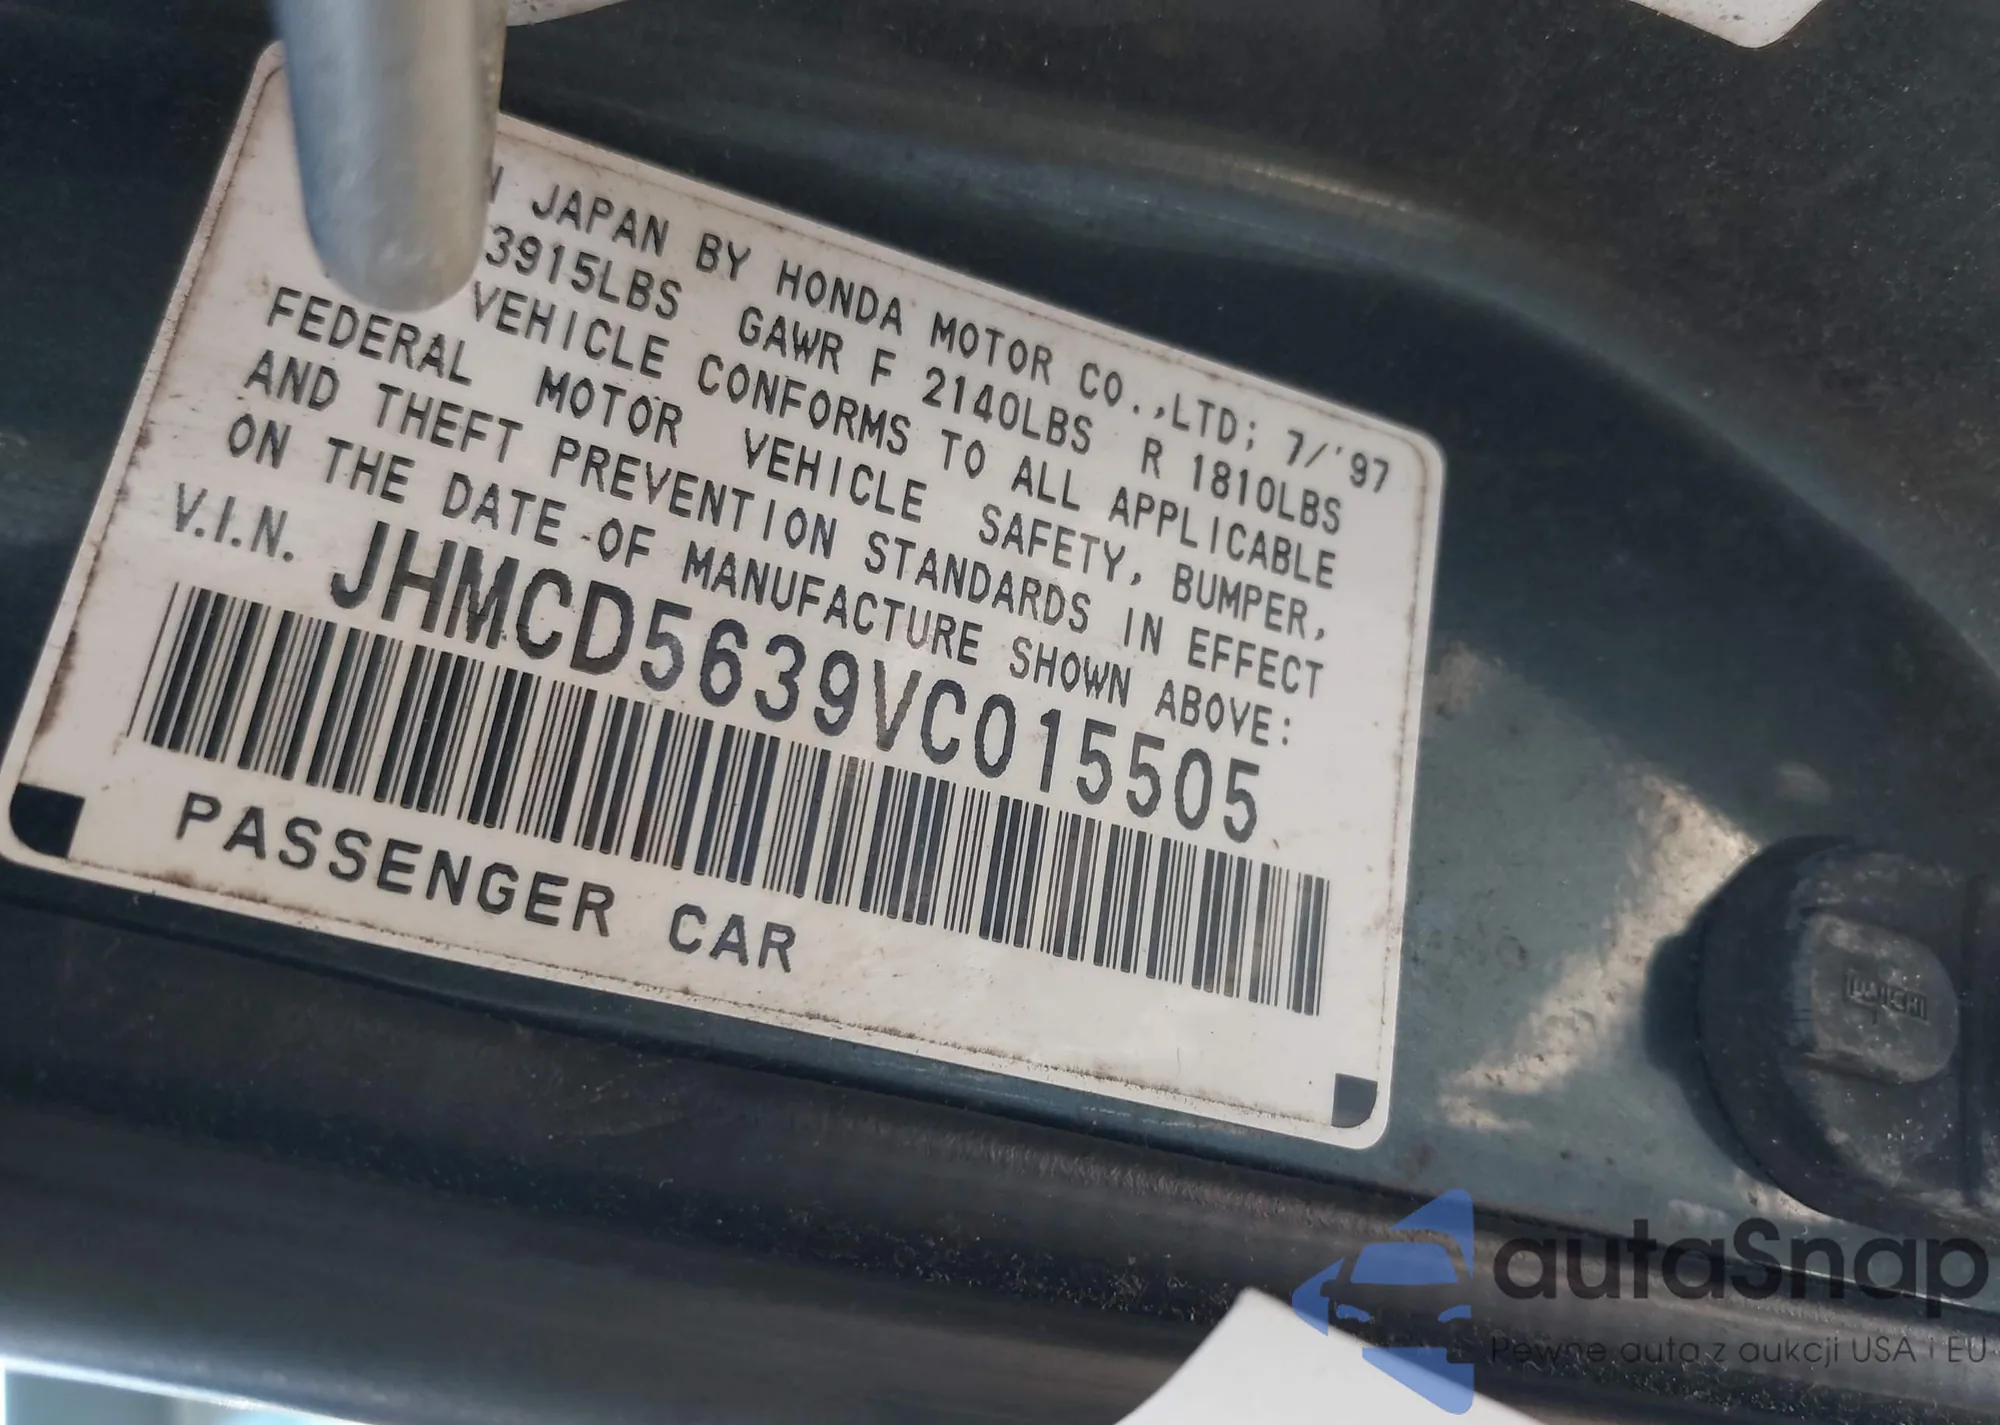 JAPAN BY HONDA MOTOR CO.,LTD; 7/'97
3915LBS GAWR F 2140LBS R 1810LBS
VEHICLE CONFORMS TO ALL APPLICABLE
FEDERAL MOTOR VEHICLE SAFETY, BUMPER,
AND THEFT PREVENTION STANDARDS IN EFFECT
ON THE DATE OF MANUFACTURE SHOWN ABOVE:
V.I.N. JHMCD5639VC015505
PASSENGER CAR
DAIICHI
autaSnap
Pewne auta z aukcji USA i EU